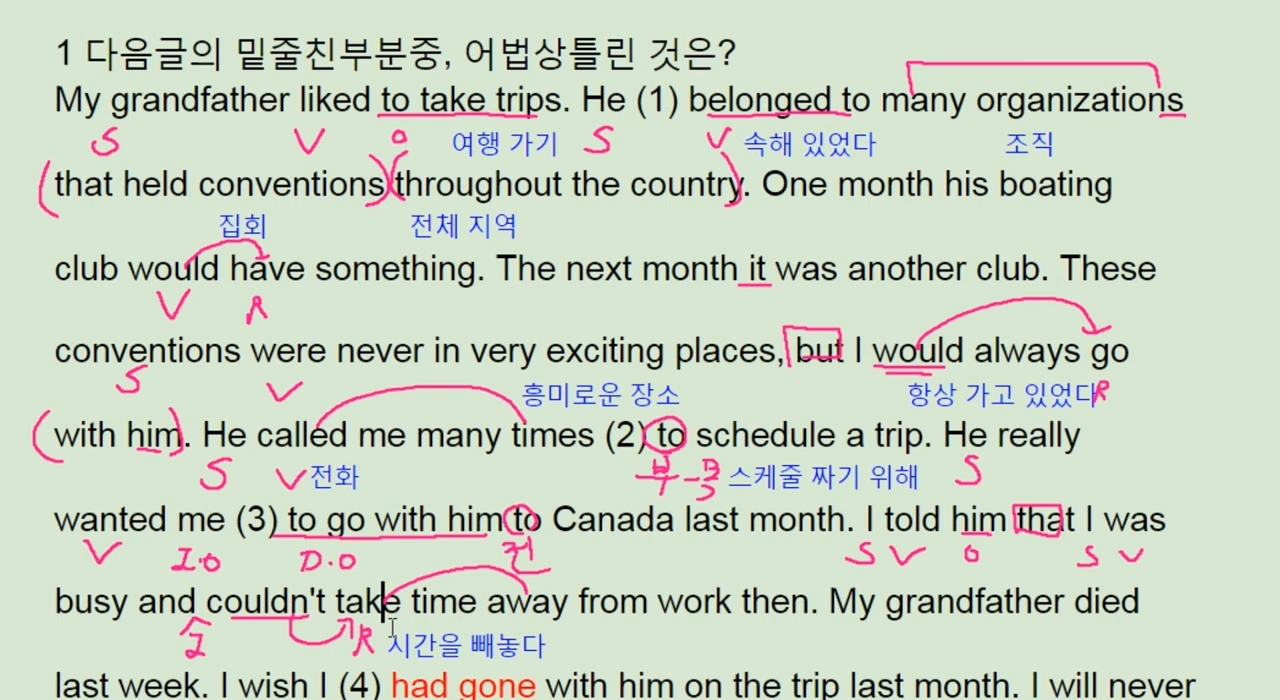 1 다음글의 밑줄친부분중, 어법상틀린 것은?
My grandfather liked to take trips. He (1) belonged to many organizations
S V o 여행 가기 S V 속해 있었다 조직
that held conventions throughout the country. One month his boating
집회 전체 지역
club would have something. The next month it was another club. These
V R
conventions were never in very exciting places, but I would always go
S V 흥미로운 장소 항상 가고 있었다 R
with him. He called me many times (2) to schedule a trip. He really
S V 전화 부-목 스케줄 짜기 위해 S
wanted me (3) to go with him to Canada last month. I told him that I was
V I.O D.O 전 S V o S V
busy and couldn't take time away from work then. My grandfather died
R 시간을 빼놓다
last week. I wish I (4) had gone with him on the trip last month. I will never